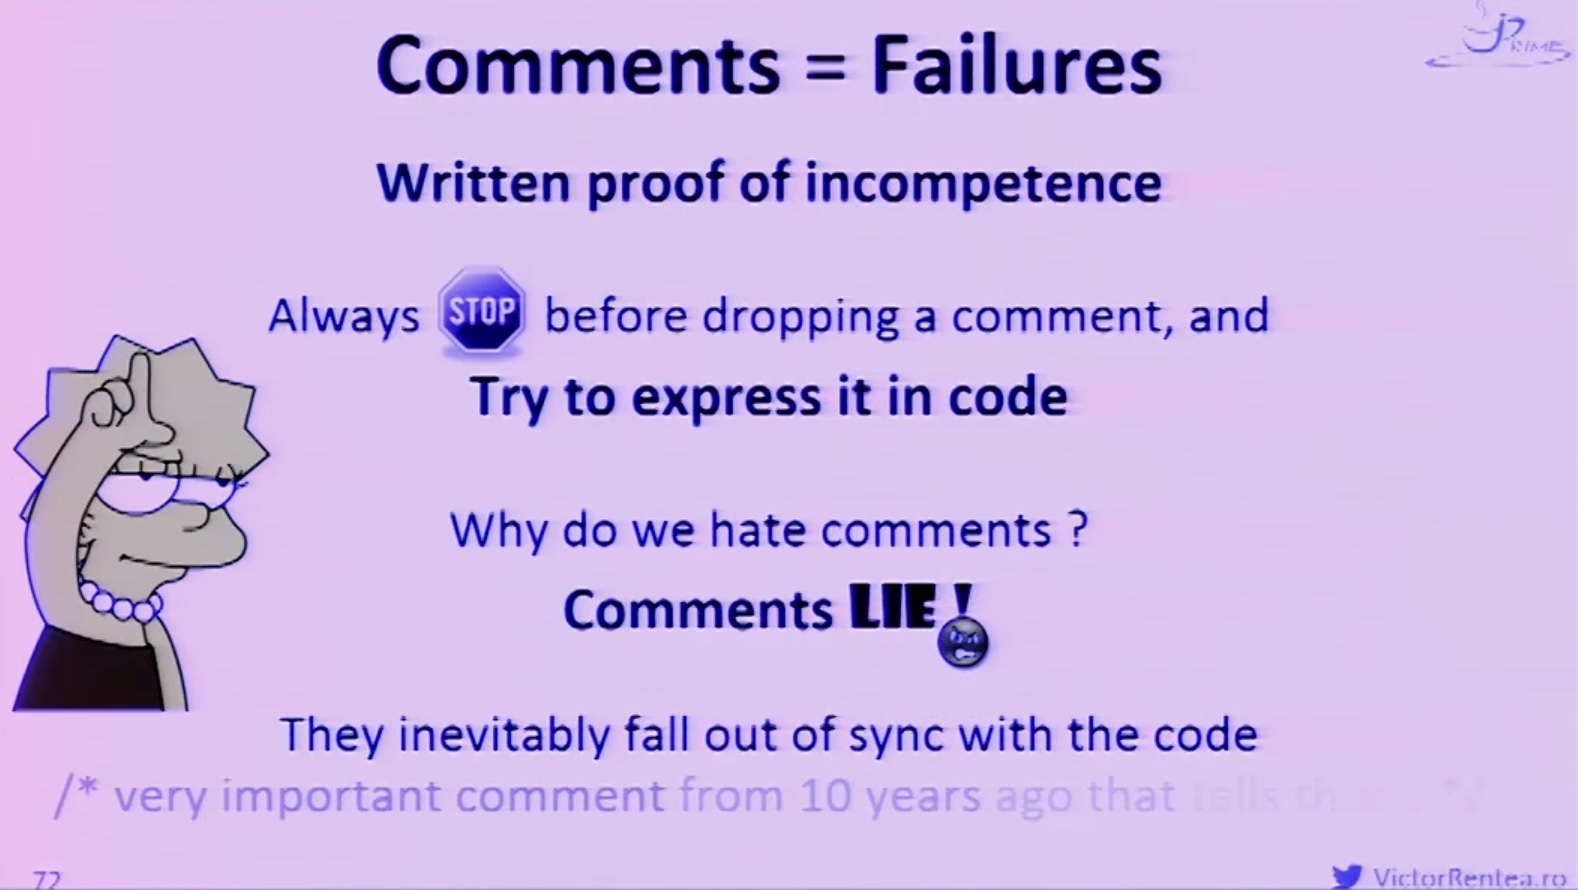 Comments = Failures
Written proof of incompetence
Always STOP before dropping a comment, and
Try to express it in code
Why do we hate comments ?
Comments LIE!
They inevitably fall out of sync with the code
/* very important comment from 10 years ago that tells */
72
VictorRentea.ro
JPRIME